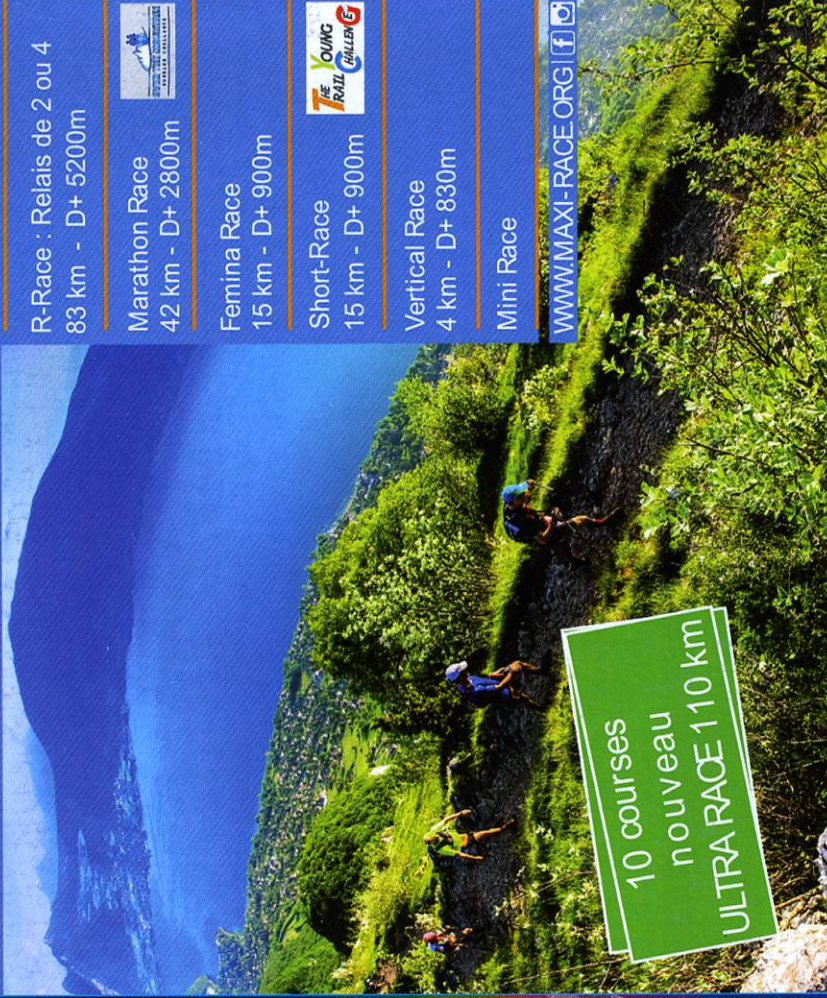 R-Race : Relais de 2 ou 4
83 km - D+ 5200m
Marathon Race
42 km - D+ 2800m
Femina Race
15 km - D+ 900m
Short-Race
15 km - D+ 900m
THE YOUNG
TRAIL CHALLENGE
Vertical Race
4 km - D+ 830m
Mini Race
WWW.MAXI-RACE.ORG
10 courses
nouveau
ULTRA RACE 110 km